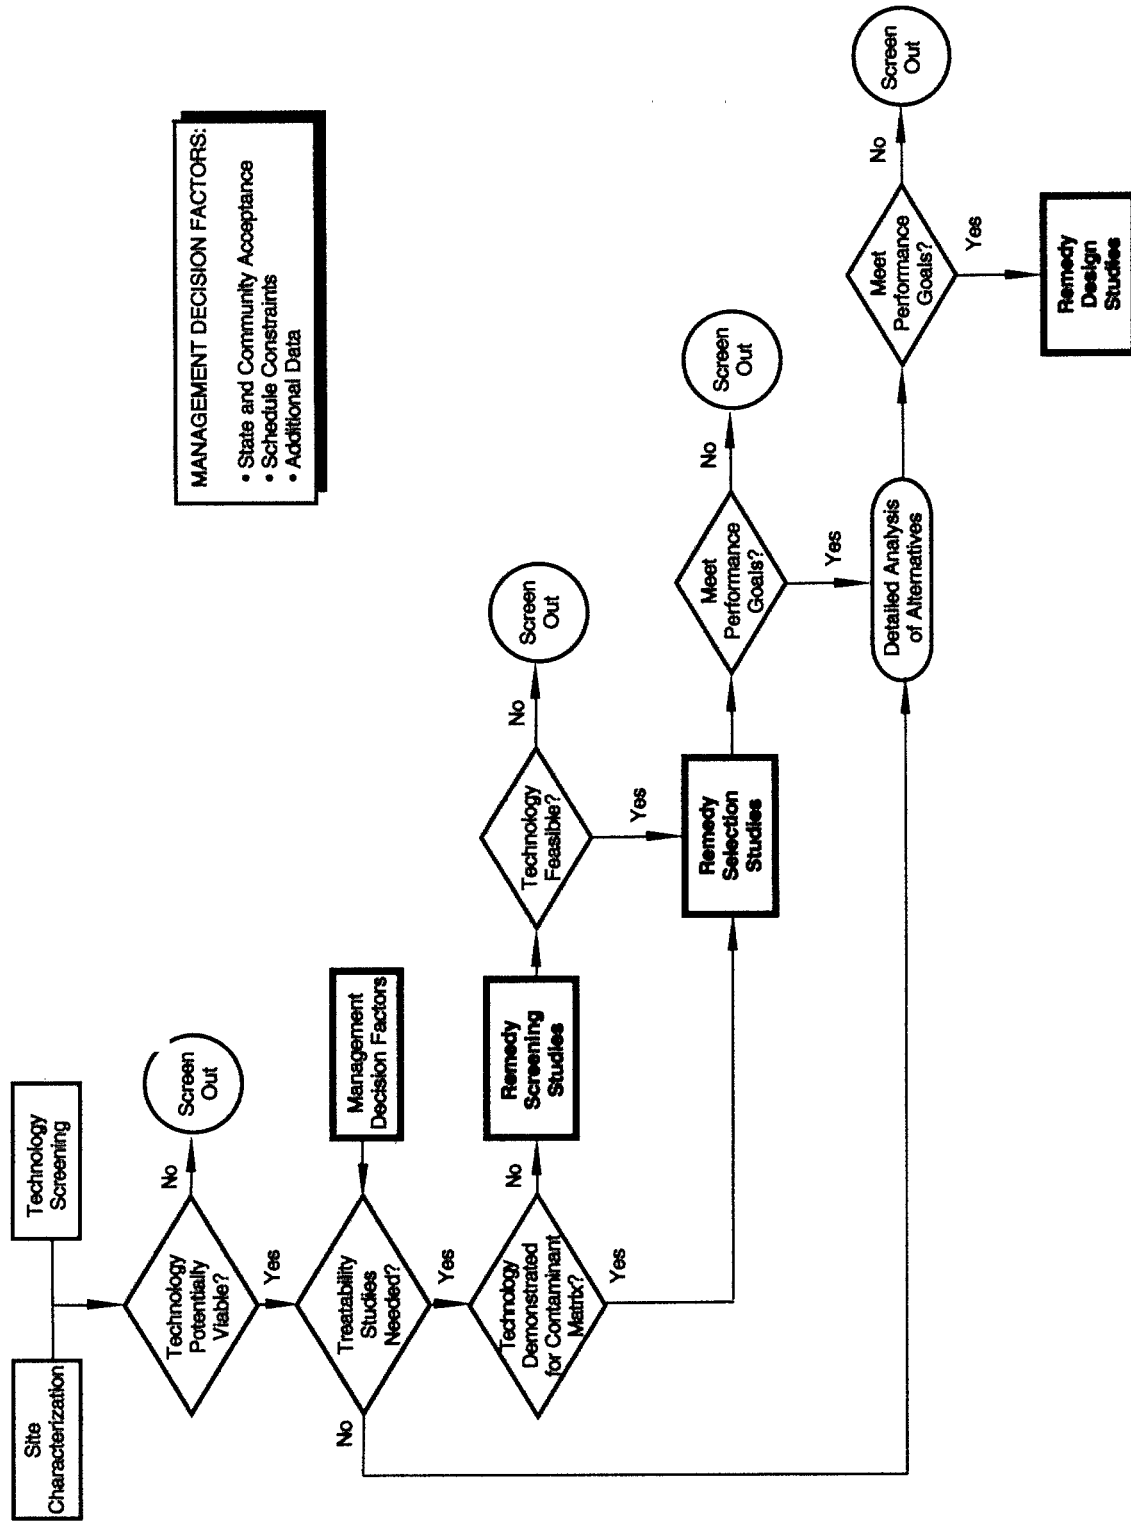 Site
Characterization
Technology
Screening
Technology
Potentially
Viable?
No
Screen
Out
Yes
Treatability
Studies
Needed?
Management
Decision Factors
No
Yes
Technology
Demonstrated
for Contaminant
Matrix?
No
Remedy
Screening
Studies
Yes
Technology
Feasible?
No
Screen
Out
Yes
Remedy
Selection
Studies
Meet
Performance
Goals?
No
Screen
Out
Yes
Detailed Analysis
of Alternatives
Meet
Performance
Goals?
No
Screen
Out
Yes
Remedy
Design
Studies
MANAGEMENT DECISION FACTORS:
• State and Community Acceptance
• Schedule Constraints
• Additional Data